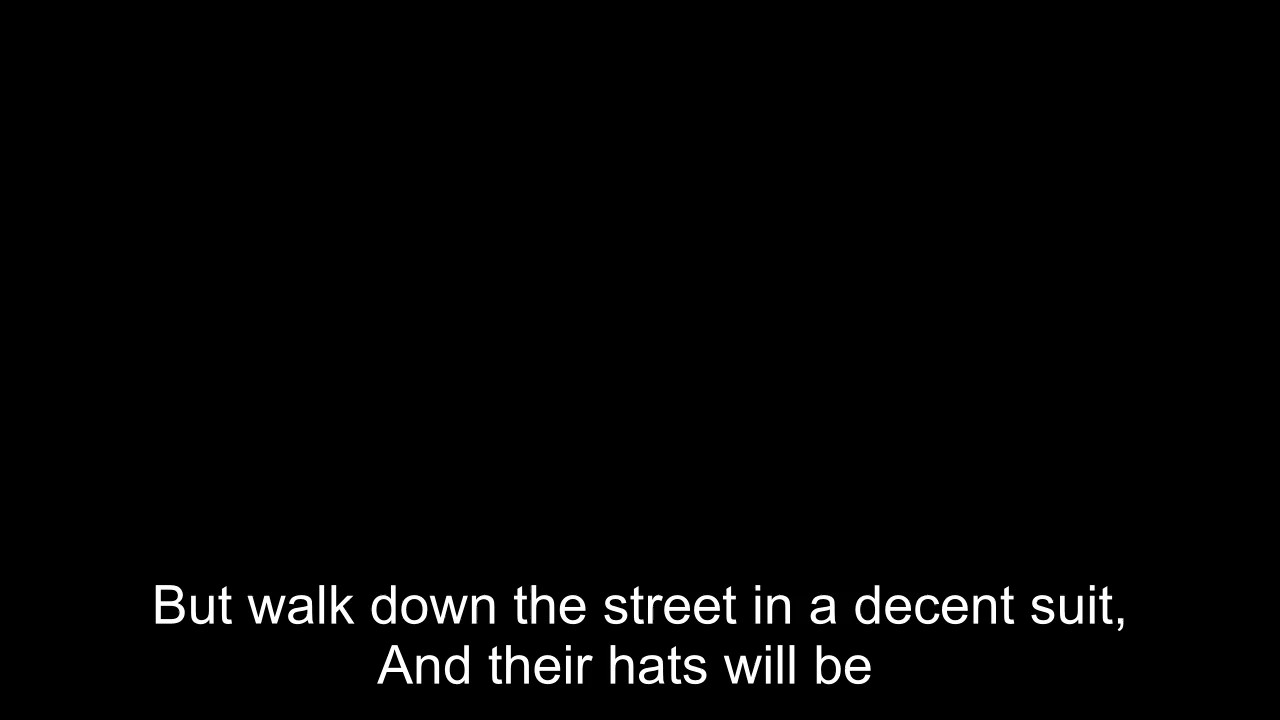 But walk down the street in a decent suit,
And their hats will be